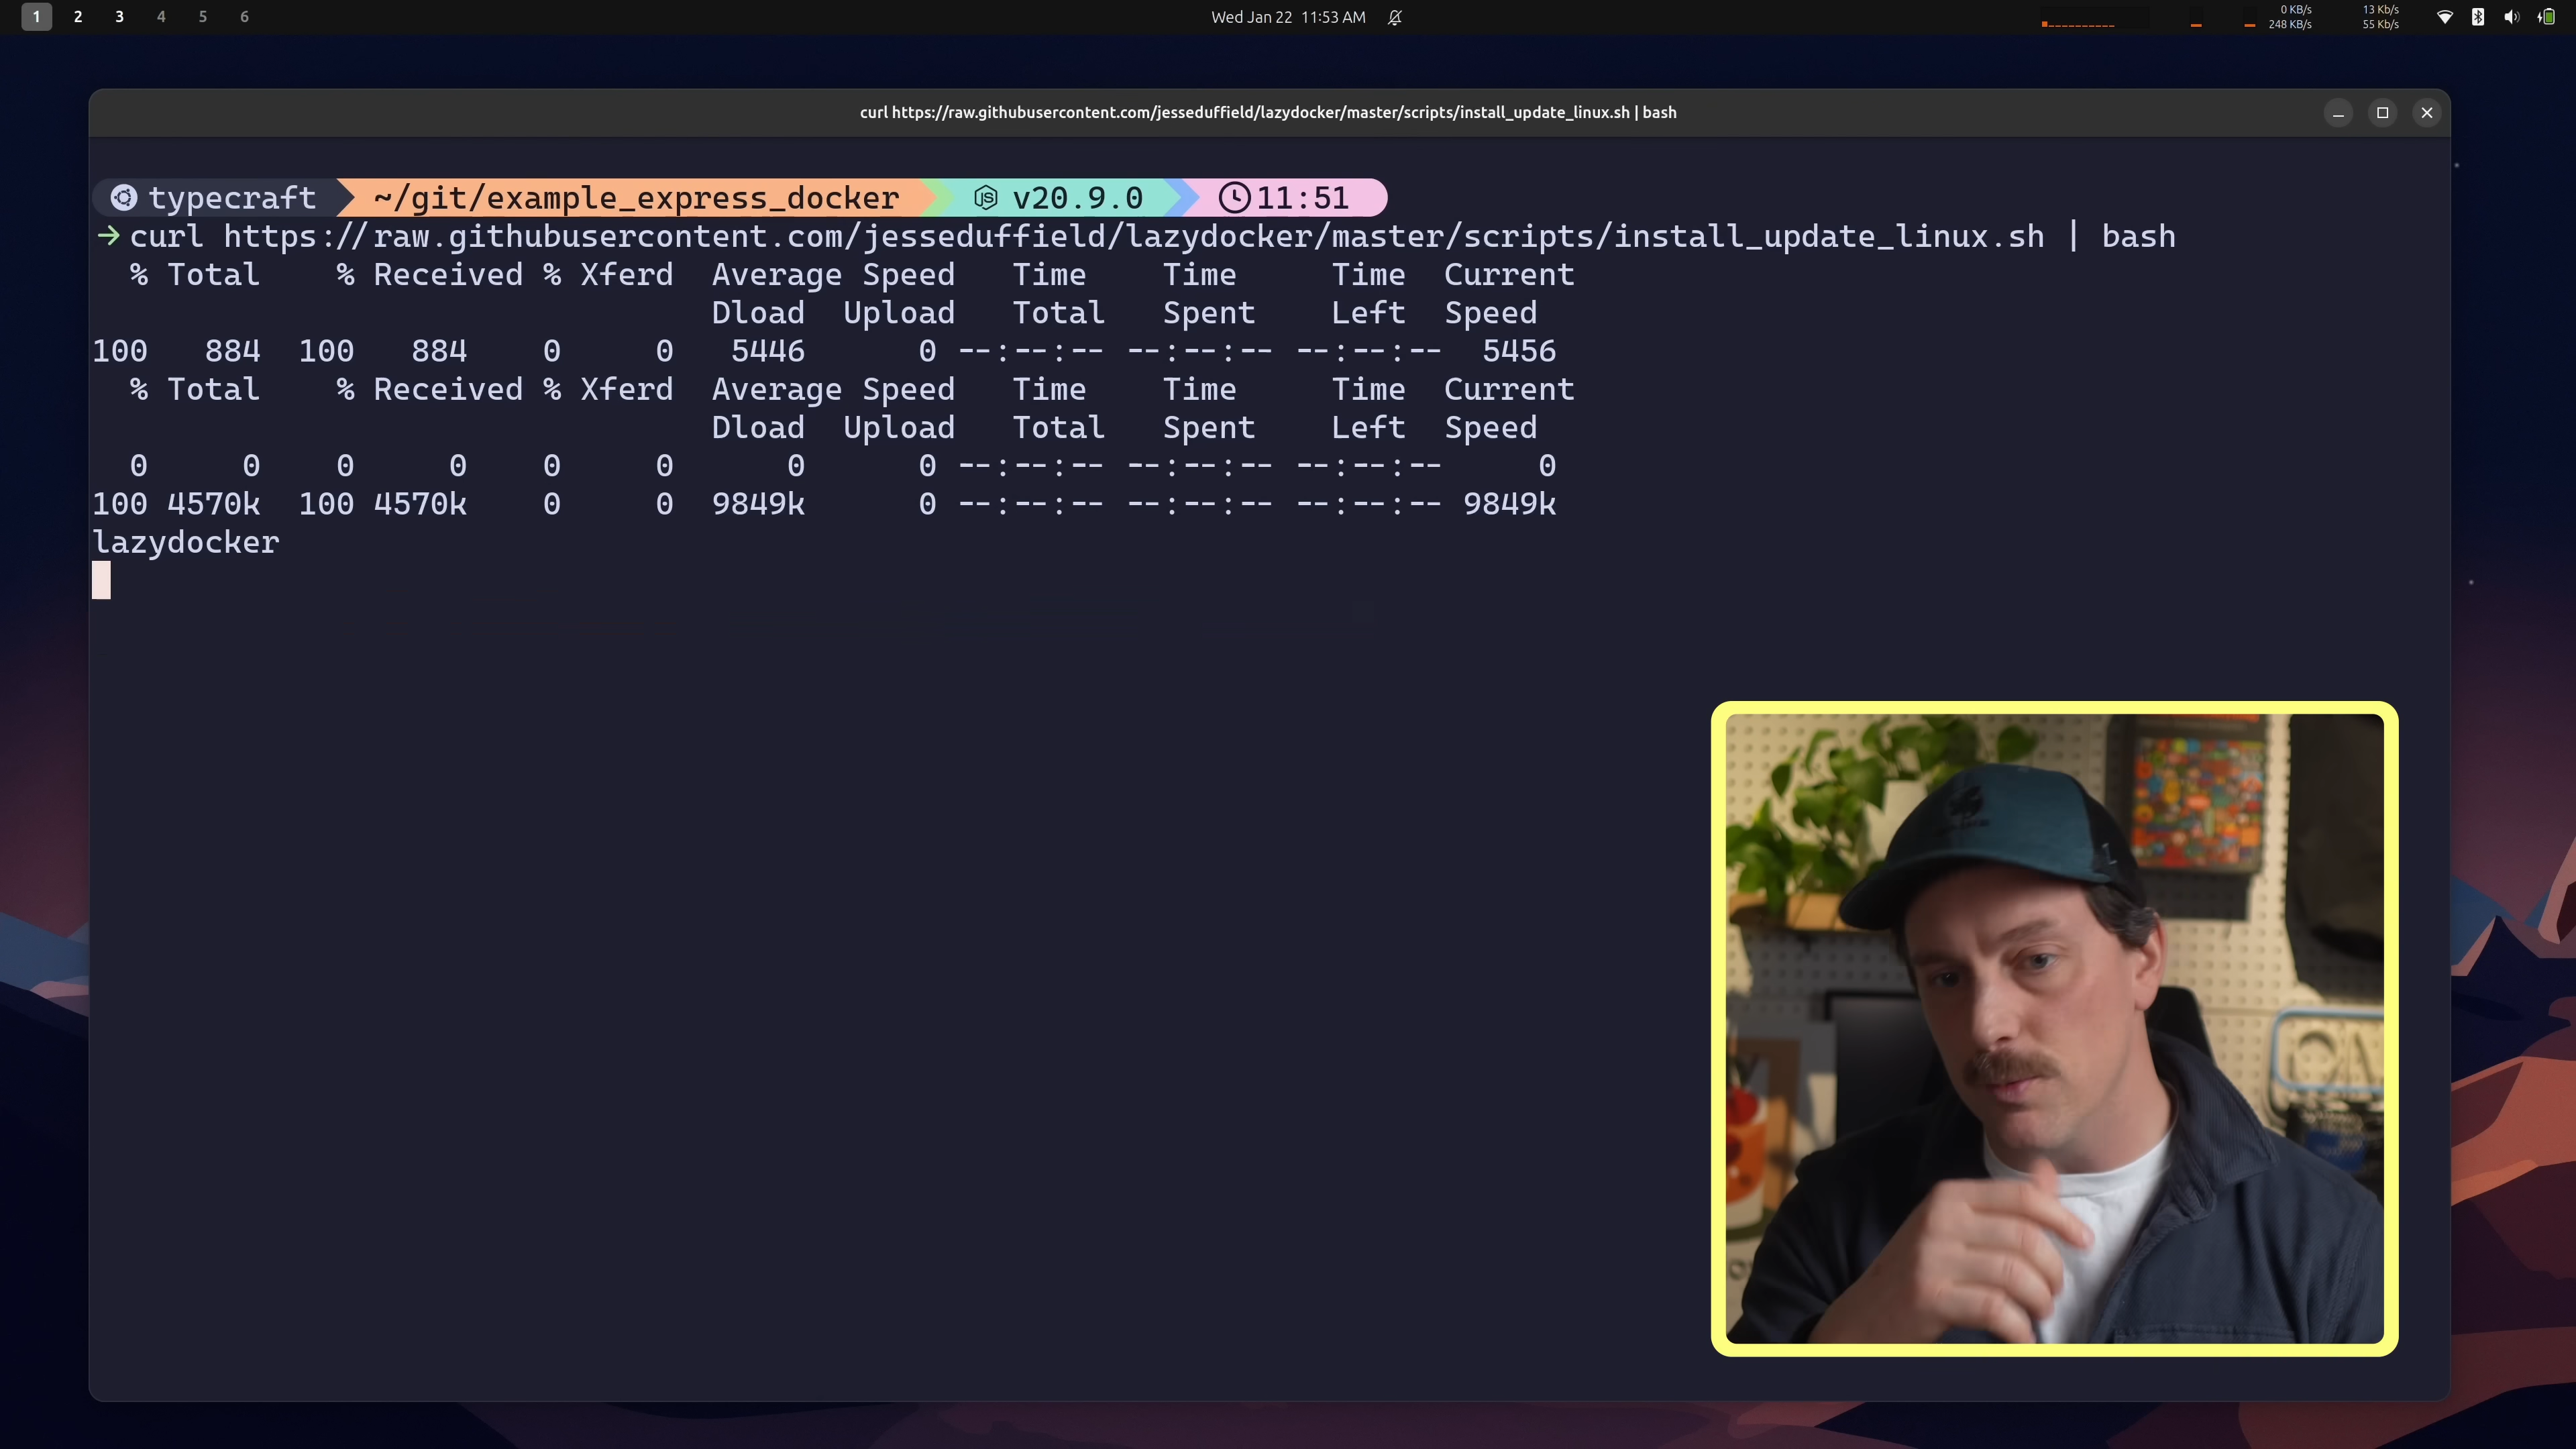 1 2 3 4 5 6
Wed Jan 22 11:53 AM
0 KB/s
248 KB/s
13 Kb/s
55 Kb/s
curl https://raw.githubusercontent.com/jesseduffield/lazydocker/master/scripts/install_update_linux.sh | bash
typecraft ~/git/example_express_docker v20.9.0 11:51
→ curl https://raw.githubusercontent.com/jesseduffield/lazydocker/master/scripts/install_update_linux.sh | bash
% Total % Received % Xferd Average Speed Time Time Time Current
Dload Upload Total Spent Left Speed
100 884 100 884 0 0 5446 0 --:--:-- --:--:-- --:--:-- 5456
% Total % Received % Xferd Average Speed Time Time Time Current
Dload Upload Total Spent Left Speed
0 0 0 0 0 0 0 0 --:--:-- --:--:-- --:--:-- 0
100 4570k 100 4570k 0 0 9849k 0 --:--:-- --:--:-- --:--:-- 9849k
lazydocker